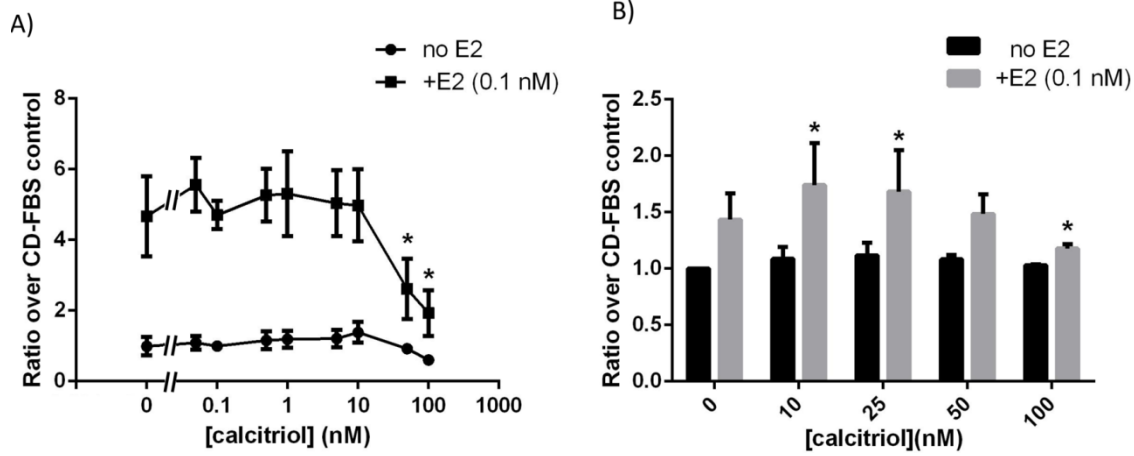 A)
no E2
+E2 (0.1 nM)
Ratio over CD-FBS control
8
6
4
2
0
* *
0 0.1 1 10 100 1000
[calcitriol] (nM)
B)
no E2
+E2 (0.1 nM)
Ratio over CD-FBS control
2.5
2.0
1.5
1.0
0.5
0.0
* * *
0 10 25 50 100
[calcitriol](nM)